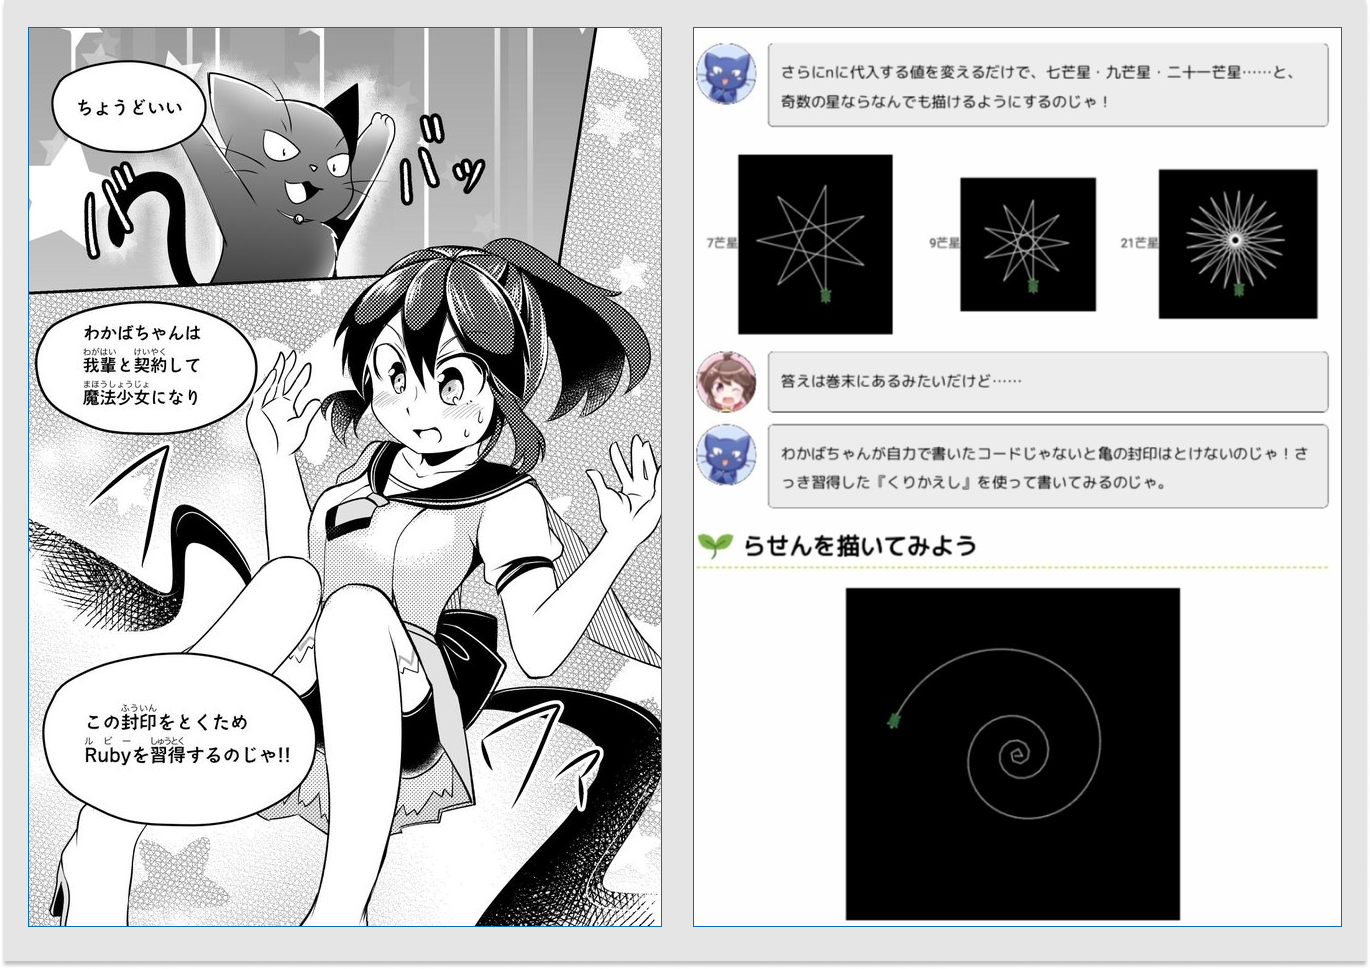 ちょうどいい
バッ
バーッ
わかばちゃんは
我輩と契約して
魔法少女になり
わがはい けいやく
まほうしょうじょ
この封印をとくため
Rubyを習得するのじゃ!!
ふういん
ルビー しゅうとく
さらにnに代入する値を変えるだけで、七芒星・九芒星・二十一芒星……と、
奇数の星ならなんでも描けるようにするのじゃ！
7芒星
9芒星
21芒星
答えは巻末にあるみたいだけど……
わかばちゃんが自力で書いたコードじゃないと亀の封印はとけないのじゃ！さ
っき習得した『くりかえし』を使って書いてみるのじゃ。
らせんを描いてみよう